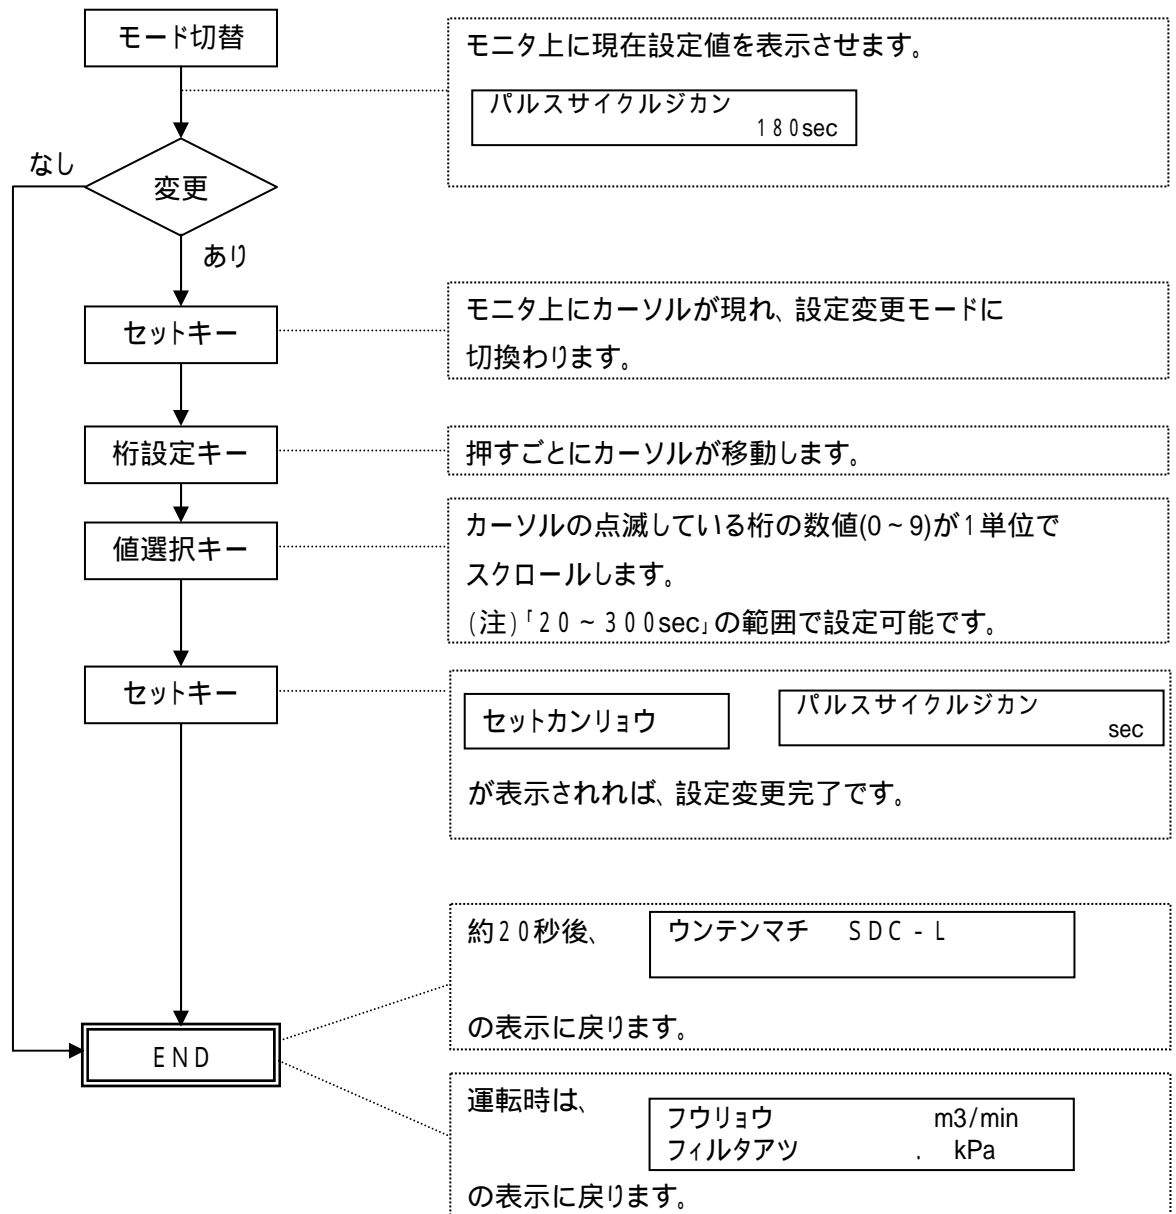 モード切替
モニタ上に現在設定値を表示させます。
パルスサイクルジカン
180sec
なし
変更
あり
セットキー
モニタ上にカーソルが現れ、設定変更モードに
切換わります。
桁設定キー
押すごとにカーソルが移動します。
値選択キー
カーソルの点滅している桁の数値(0~9)が1単位で
スクロールします。
(注)「20~300sec」の範囲で設定可能です。
セットキー
セットカンリョウ
パルスサイクルジカン
sec
が表示されれば、設定変更完了です。
約20秒後、
ウンテンマチ SDC-L
の表示に戻ります。
END
運転時は、
フウリョウ m3/min
フィルタアツ . kPa
の表示に戻ります。